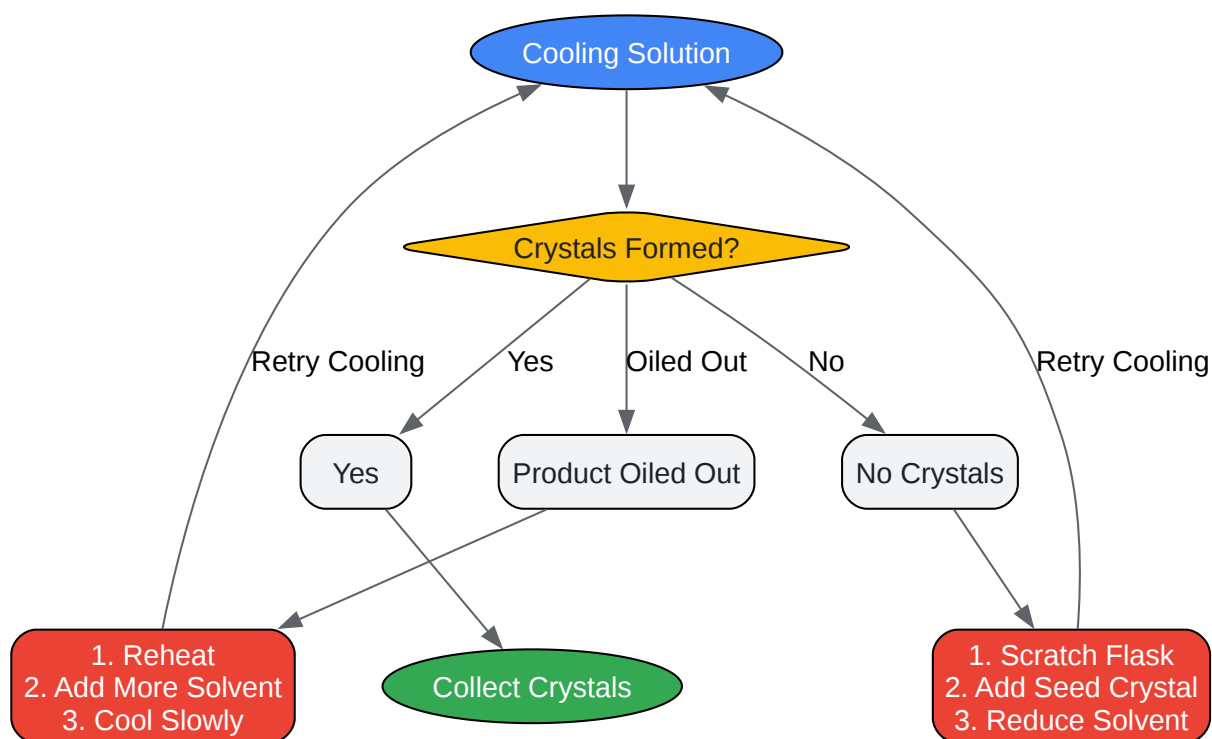 Cooling Solution
Crystals Formed?
Retry Cooling
Yes
Oiled Out
No
Retry Cooling
Yes
Product Oiled Out
No Crystals
1. Reheat
2. Add More Solvent
3. Cool Slowly
Collect Crystals
1. Scratch Flask
2. Add Seed Crystal
3. Reduce Solvent